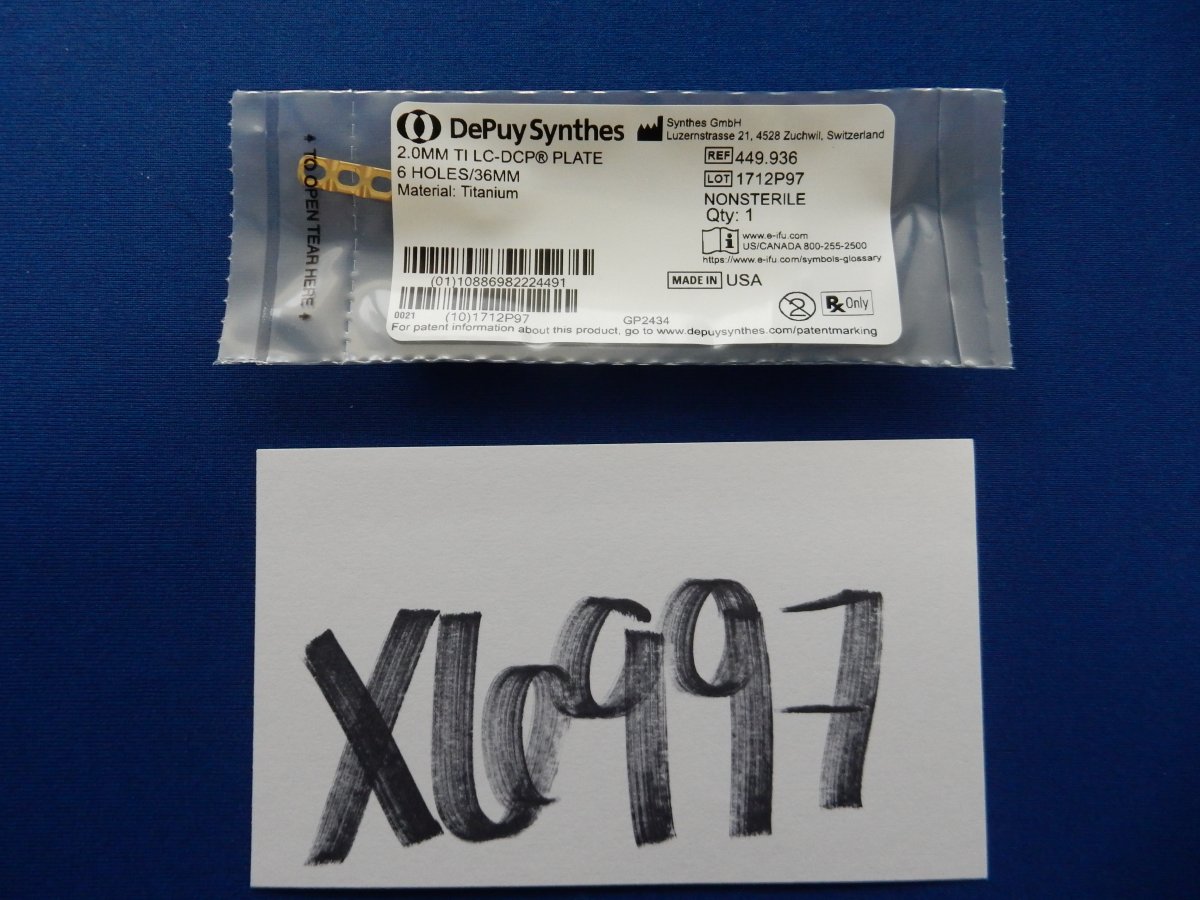 ✦ TO OPEN TEAR HERE ✦
DePuy Synthes
2.0MM TI LC-DCP® PLATE
6 HOLES/36MM
Material: Titanium
Synthes GmbH
Luzernstrasse 21, 4528 Zuchwil, Switzerland
REF 449.936
LOT 1712P97
NONSTERILE
Qty: 1
www.e-ifu.com
US/CANADA 800-255-2500
https://www.e-ifu.com/symbols-glossary
MADE IN USA
(01)10886982224491
(10)1712P97
0021
GP2434
Rx Only
For patent information about this product, go to www.depuysynthes.com/patentmarking
X6997